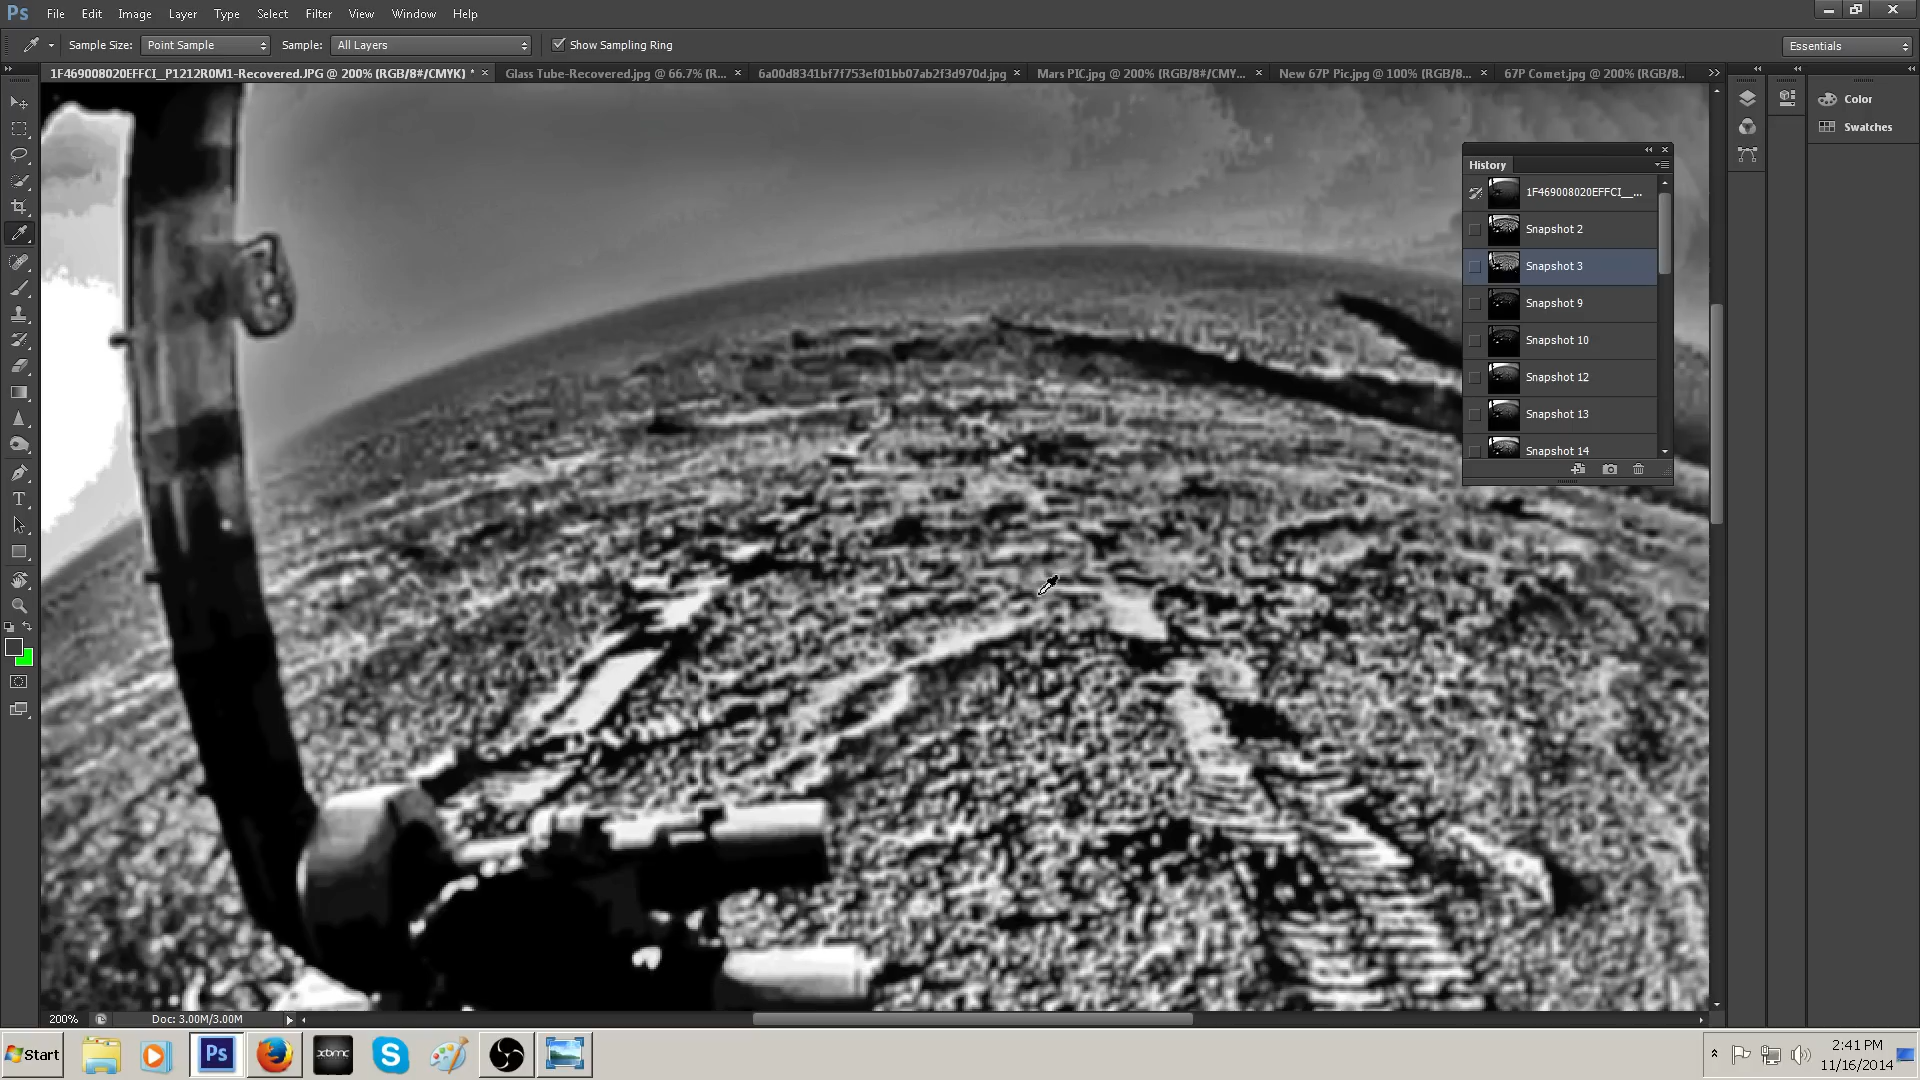 Ps File Edit Image Layer Type Select Filter View Window Help
Sample Size: Point Sample Sample: All Layers Show Sampling Ring Essentials
1F469008020EFFCI__P1212R0M1-Recovered.JPG @ 200% (RGB/8#/CMYK) * × Glass Tube-Recovered.jpg @ 66.7% (R... × 6a00d8341bf7f753ef01bb07ab2f3d970d.jpg × Mars PIC.jpg @ 200% (RGB/8#/CMY... × New 67P Pic.jpg @ 100% (RGB/8... × 67P Comet.jpg @ 200% (RGB/8...
Color
Swatches
History
1F469008020EFFCI__...
Snapshot 2
Snapshot 3
Snapshot 9
Snapshot 10
Snapshot 12
Snapshot 13
Snapshot 14
T
200% Doc: 3.00M/3.00M
Start Ps xbmc S 2:41 PM
11/16/2014